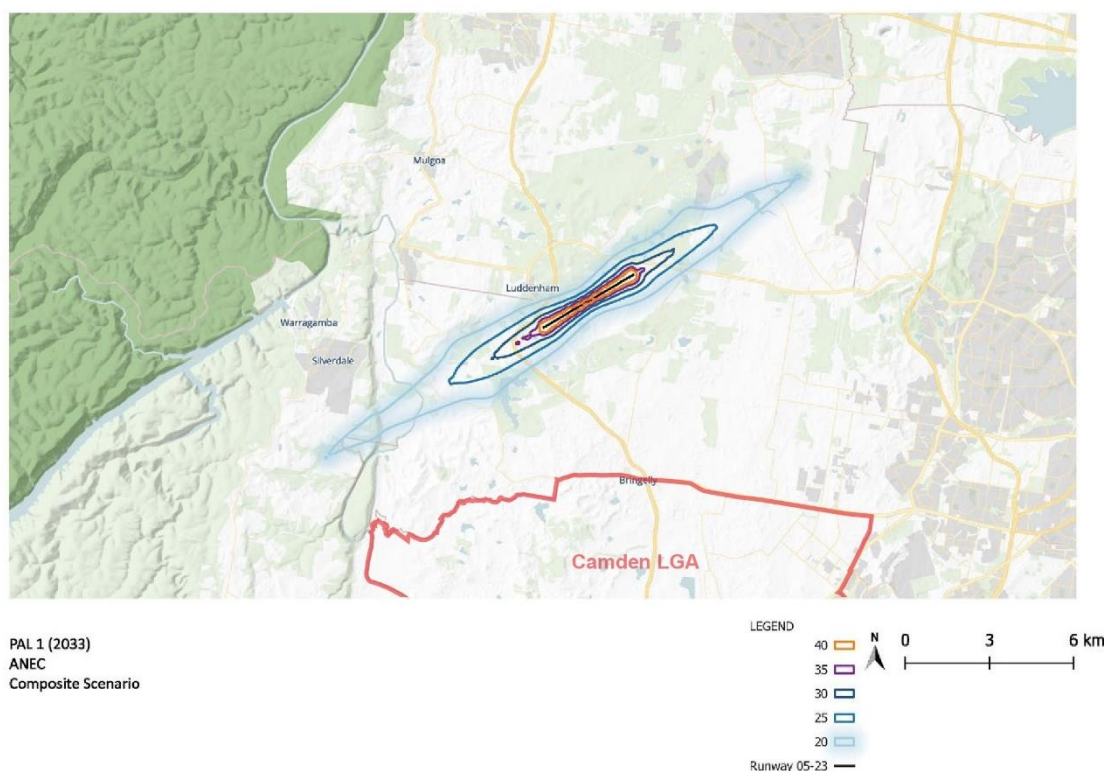 Mulgoa
Luddenham
Warragamba
Silverdale
Bringelly
Camden LGA
PAL 1 (2033)
ANEC
Composite Scenario
LEGEND
40
35
30
25
20
Runway 05-23
N
0 3 6 km